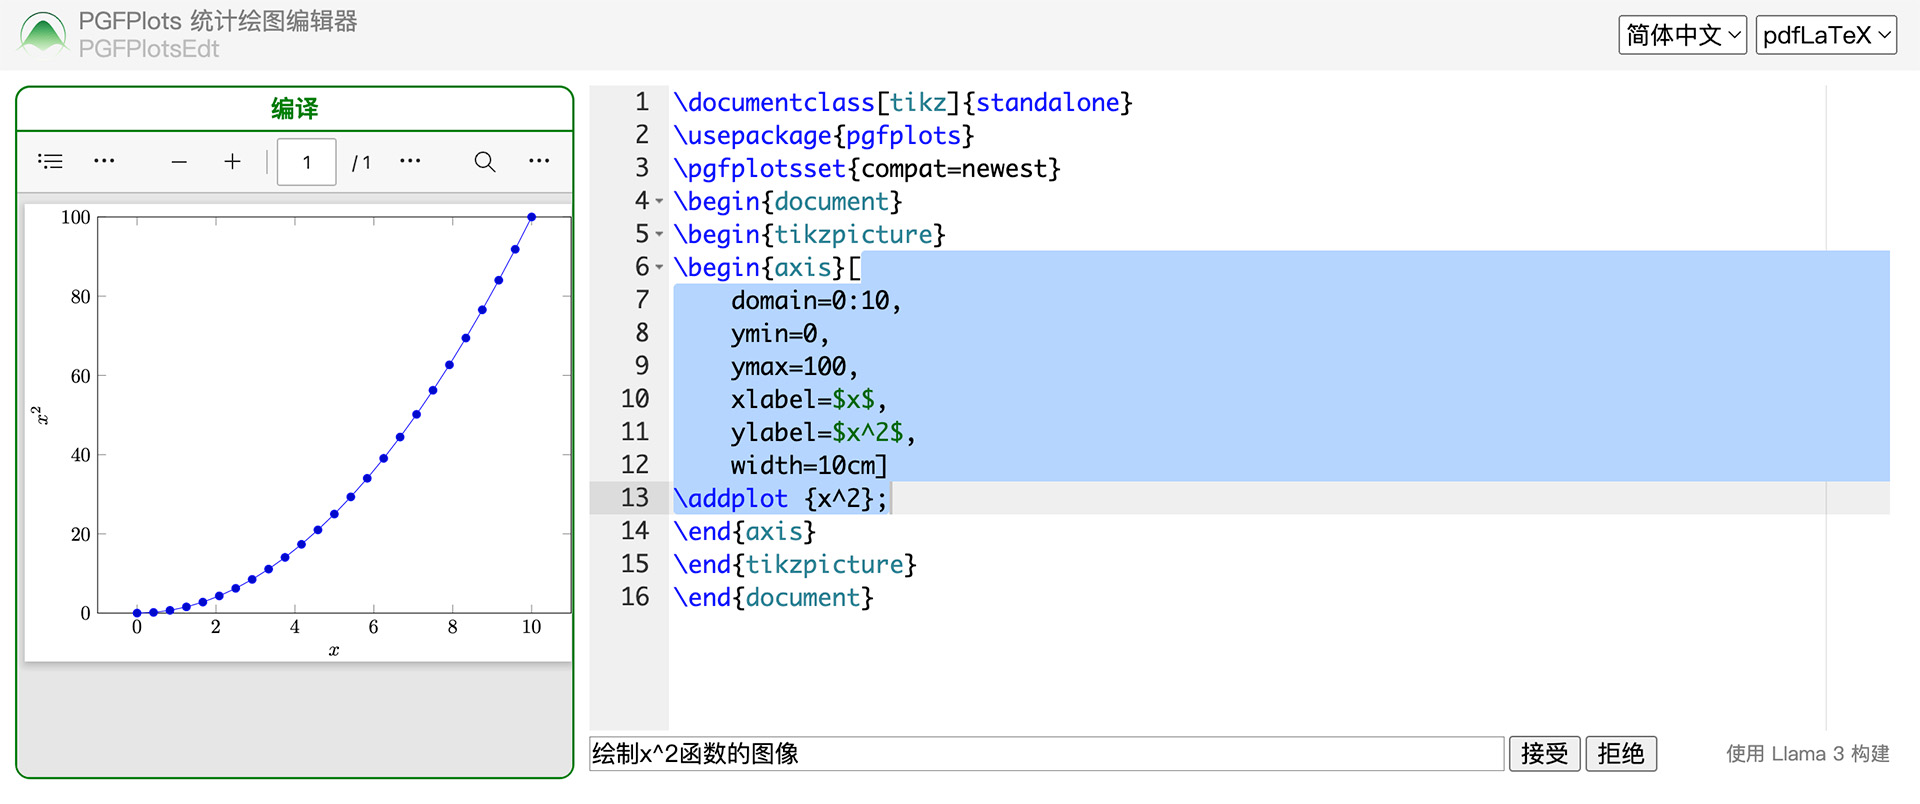 PGFPlots 统计绘图编辑器
PGFPlotsEdt
简体中文 pdfLaTeX
编译
1 / 1
100
80
60
40
20
0
x^2
0 2 4 6 8 10
x
1 \documentclass[tikz]{standalone}
2 \usepackage{pgfplots}
3 \pgfplotsset{compat=newest}
4 \begin{document}
5 \begin{tikzpicture}
6 \begin{axis}[
7     domain=0:10,
8     ymin=0,
9     ymax=100,
10     xlabel=$x$,
11     ylabel=$x^2$,
12     width=10cm]
13 \addplot {x^2};
14 \end{axis}
15 \end{tikzpicture}
16 \end{document}
绘制x^2函数的图像 接受 拒绝 使用 Llama 3 构建